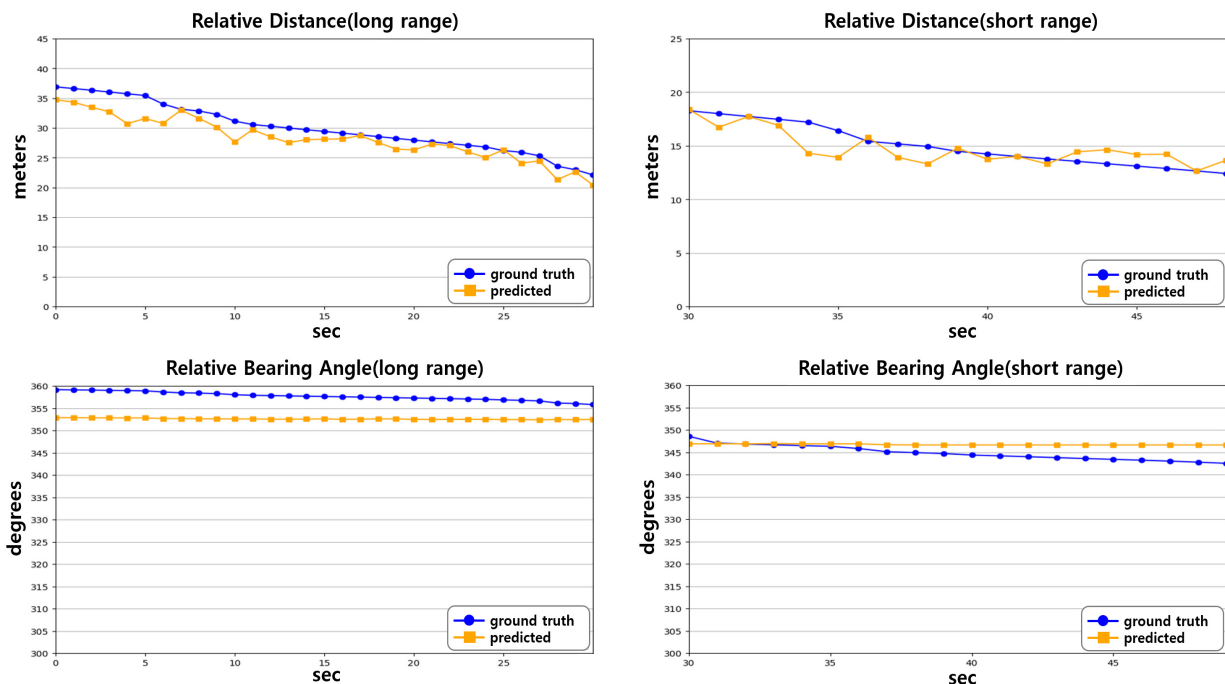 Relative Distance(long range)
45
40
35
30
25
20
15
10
5
0
meters
0 5 10 15 20 25
sec
ground truth
predicted
Relative Distance(short range)
25
20
15
10
5
0
meters
30 35 40 45
sec
ground truth
predicted
Relative Bearing Angle(long range)
360
355
350
345
340
335
330
325
320
315
310
305
300
degrees
0 5 10 15 20 25
sec
ground truth
predicted
Relative Bearing Angle(short range)
360
355
350
345
340
335
330
325
320
315
310
305
300
degrees
30 35 40 45
sec
ground truth
predicted